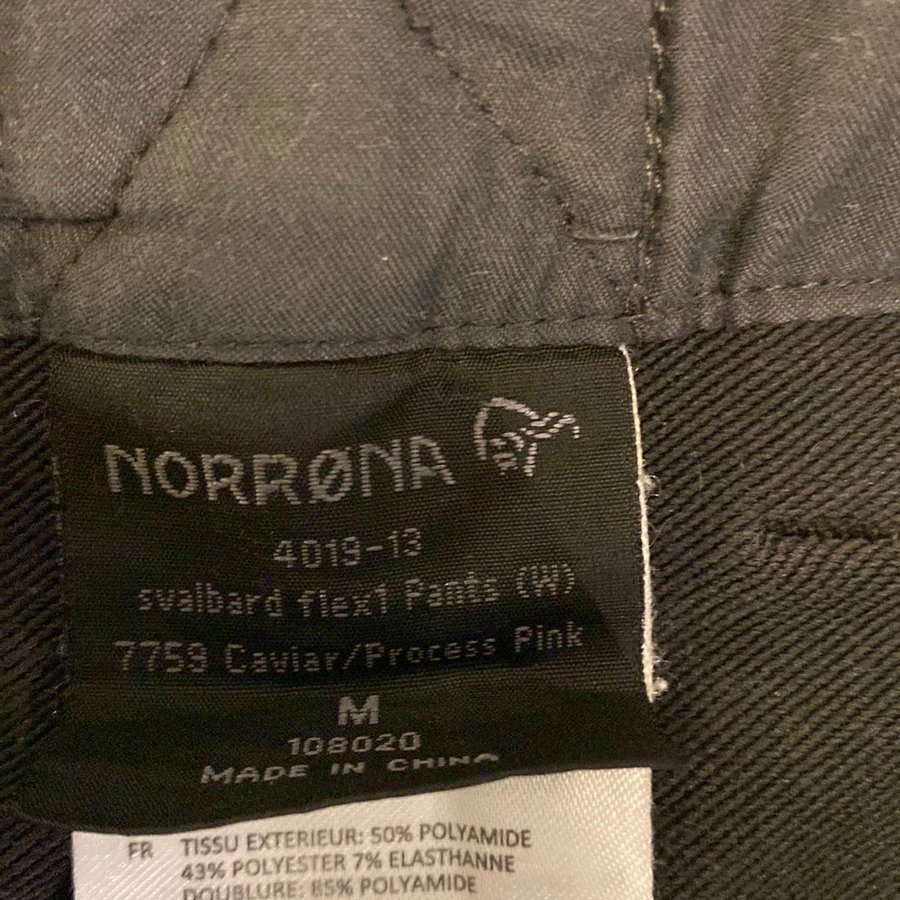 NORRØNA
4019-13
svalbard flex1 Pants (W)
7759 Caviar/Process Pink
M
108020
MADE IN CHINA
FR TISSU EXTERIEUR: 50% POLYAMIDE
43% POLYESTER 7% ELASTHANNE
DOUBLURE: 85% POLYAMIDE